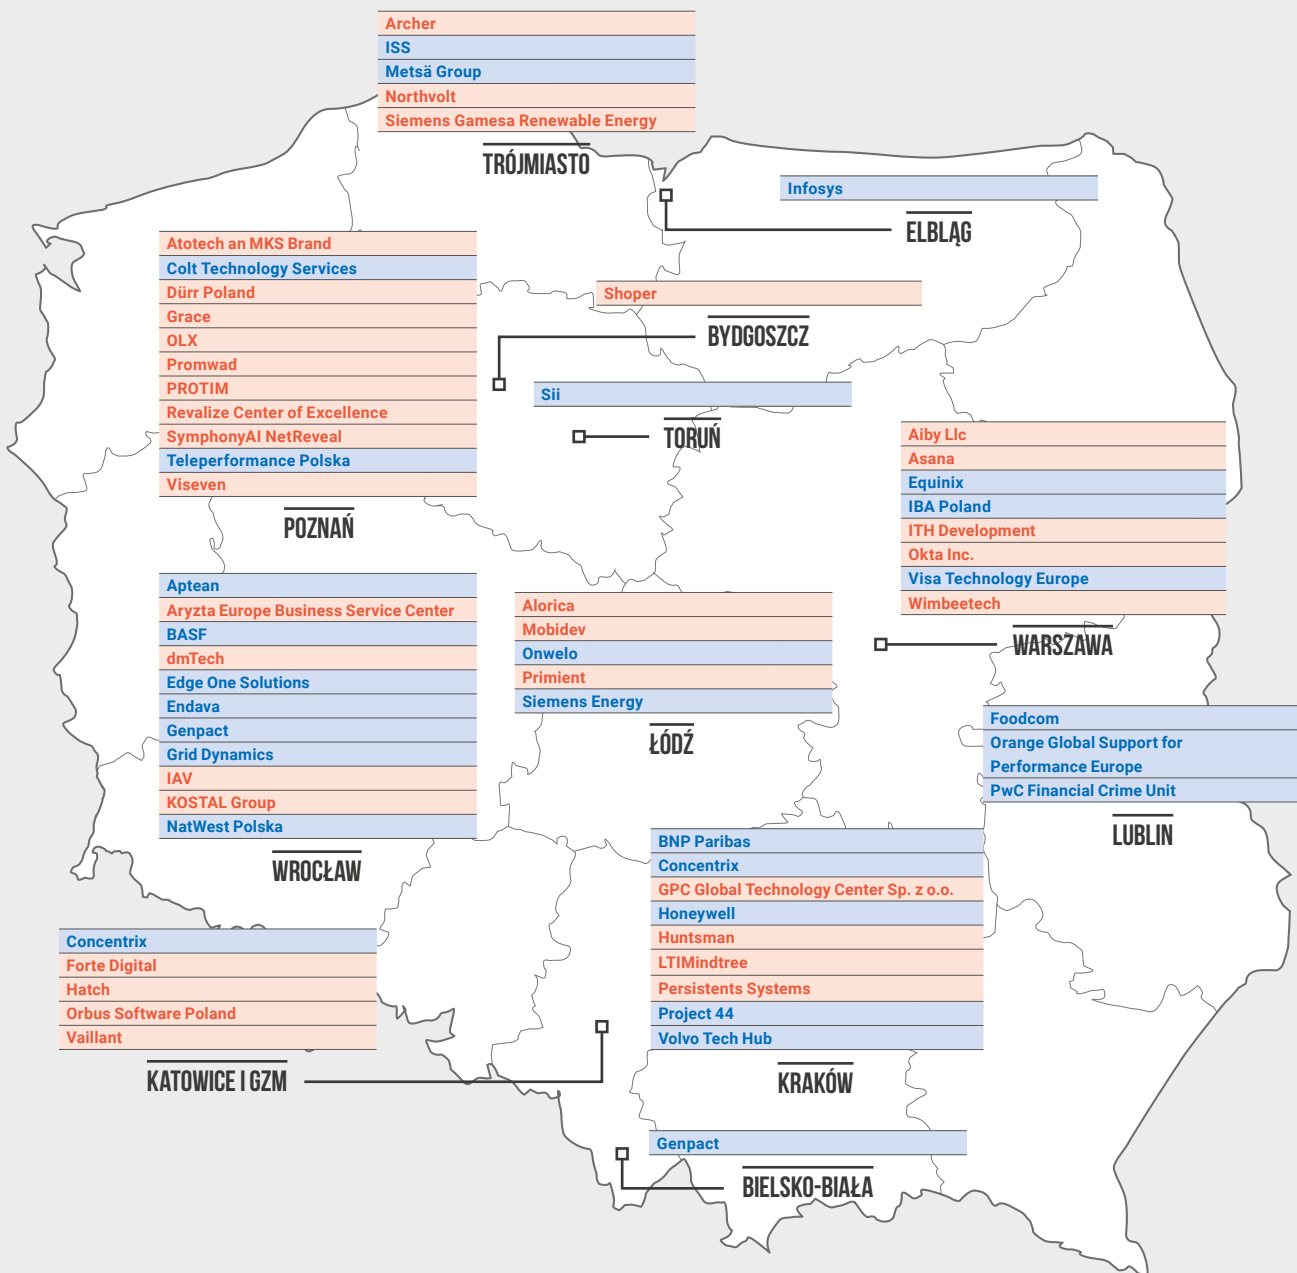 Archer
ISS
Metsä Group
Northvolt
Siemens Gamesa Renewable Energy
TRÓJMIASTO
Infosys
ELBLĄG
Atotech an MKS Brand
Colt Technology Services
Dürr Poland
Grace
OLX
Promwad
PROTIM
Revalize Center of Excellence
SymphonyAI NetReveal
Teleperformance Polska
Viseven
POZNAŃ
Shoper
BYDGOSZCZ
Sii
TORUŃ
Aiby Llc
Asana
Equinix
IBA Poland
ITH Development
Okta Inc.
Visa Technology Europe
Wimbeetech
WARSZAWA
Aptean
Aryzta Europe Business Service Center
BASF
dmTech
Edge One Solutions
Endava
Genpact
Grid Dynamics
IAV
KOSTAL Group
NatWest Polska
WROCŁAW
Alorica
Mobidev
Onwelo
Primient
Siemens Energy
ŁÓDŹ
Foodcom
Orange Global Support for
Performance Europe
PwC Financial Crime Unit
LUBLIN
BNP Paribas
Concentrix
GPC Global Technology Center Sp. z o.o.
Honeywell
Huntsman
LTIMindtree
Persistents Systems
Project 44
Volvo Tech Hub
KRAKÓW
Concentrix
Forte Digital
Hatch
Orbus Software Poland
Vaillant
KATOWICE I GZM
Genpact
BIELSKO-BIAŁA